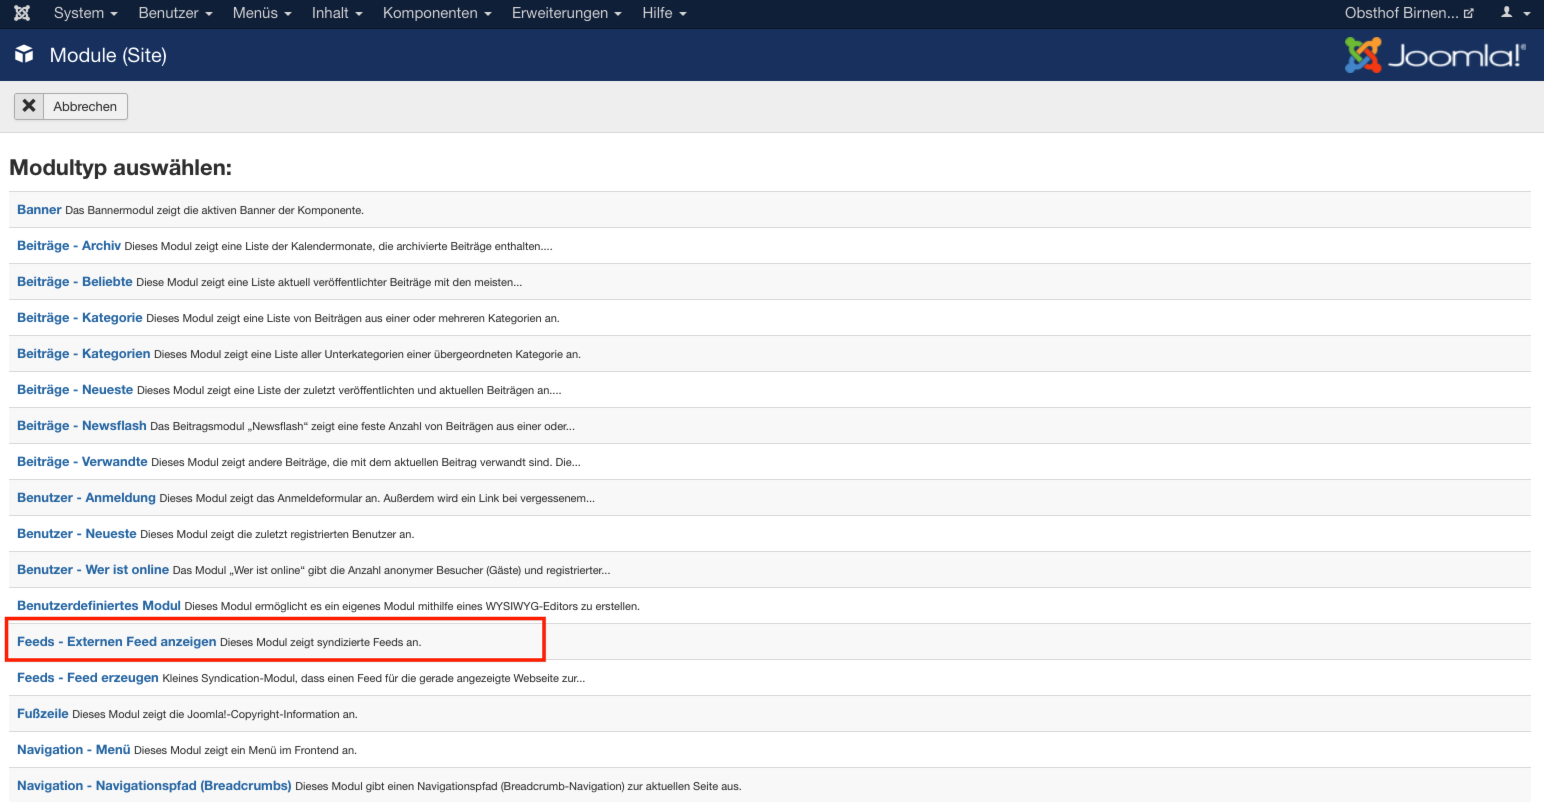 System Benutzer Menüs Inhalt Komponenten Erweiterungen Hilfe Obsthof Birnen...
Module (Site) Joomla!®
Abbrechen
Modultyp auswählen:
Banner Das Bannermodul zeigt die aktiven Banner der Komponente.
Beiträge - Archiv Dieses Modul zeigt eine Liste der Kalendermonate, die archivierte Beiträge enthalten....
Beiträge - Beliebte Diese Modul zeigt eine Liste aktuell veröffentlichter Beiträge mit den meisten...
Beiträge - Kategorie Dieses Modul zeigt eine Liste von Beiträgen aus einer oder mehreren Kategorien an.
Beiträge - Kategorien Dieses Modul zeigt eine Liste aller Unterkategorien einer übergeordneten Kategorie an.
Beiträge - Neueste Dieses Modul zeigt eine Liste der zuletzt veröffentlichten und aktuellen Beiträgen an....
Beiträge - Newsflash Das Beitragsmodul „Newsflash“ zeigt eine feste Anzahl von Beiträgen aus einer oder...
Beiträge - Verwandte Dieses Modul zeigt andere Beiträge, die mit dem aktuellen Beitrag verwandt sind. Die...
Benutzer - Anmeldung Dieses Modul zeigt das Anmeldeformular an. Außerdem wird ein Link bei vergessenem...
Benutzer - Neueste Dieses Modul zeigt die zuletzt registrierten Benutzer an.
Benutzer - Wer ist online Das Modul „Wer ist online“ gibt die Anzahl anonymer Besucher (Gäste) und registrierter...
Benutzerdefiniertes Modul Dieses Modul ermöglicht es ein eigenes Modul mithilfe eines WYSIWYG-Editors zu erstellen.
Feeds - Externen Feed anzeigen Dieses Modul zeigt syndizierte Feeds an.
Feeds - Feed erzeugen Kleines Syndication-Modul, dass einen Feed für die gerade angezeigte Webseite zur...
Fußzeile Dieses Modul zeigt die Joomla!-Copyright-Information an.
Navigation - Menü Dieses Modul zeigt ein Menü im Frontend an.
Navigation - Navigationspfad (Breadcrumbs) Dieses Modul gibt einen Navigationspfad (Breadcrumb-Navigation) zur aktuellen Seite aus.